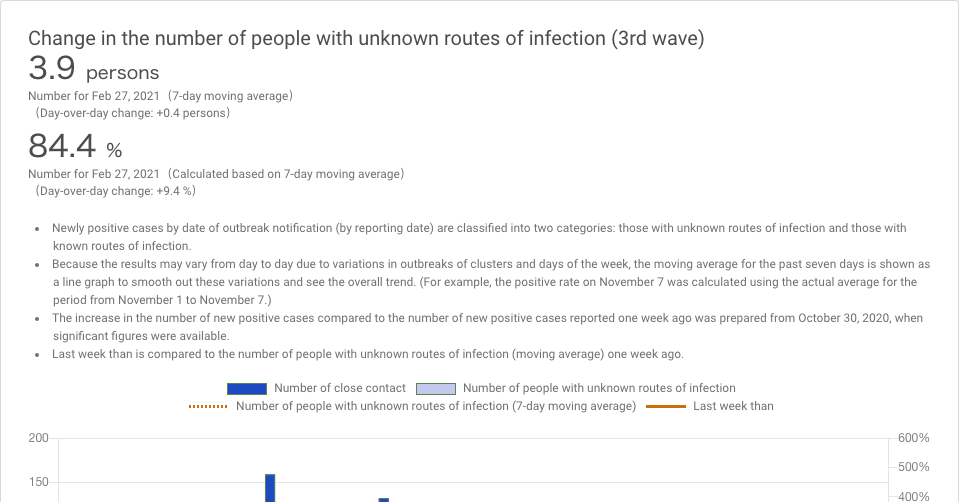 Change in the number of people with unknown routes of infection (3rd wave)
3.9 persons
Number for Feb 27, 2021（7-day moving average）
（Day-over-day change: +0.4 persons）
84.4 %
Number for Feb 27, 2021（Calculated based on 7-day moving average）
（Day-over-day change: +9.4 %）
• Newly positive cases by date of outbreak notification (by reporting date) are classified into two categories: those with unknown routes of infection and those with
known routes of infection.
• Because the results may vary from day to day due to variations in outbreaks of clusters and days of the week, the moving average for the past seven days is shown as
a line graph to smooth out these variations and see the overall trend. (For example, the positive rate on November 7 was calculated using the actual average for the
period from November 1 to November 7.)
• The increase in the number of new positive cases compared to the number of new positive cases reported one week ago was prepared from October 30, 2020, when
significant figures were available.
• Last week than is compared to the number of people with unknown routes of infection (moving average) one week ago.
Number of close contact Number of people with unknown routes of infection
Number of people with unknown routes of infection (7-day moving average) Last week than
200 600%
500%
150
400%